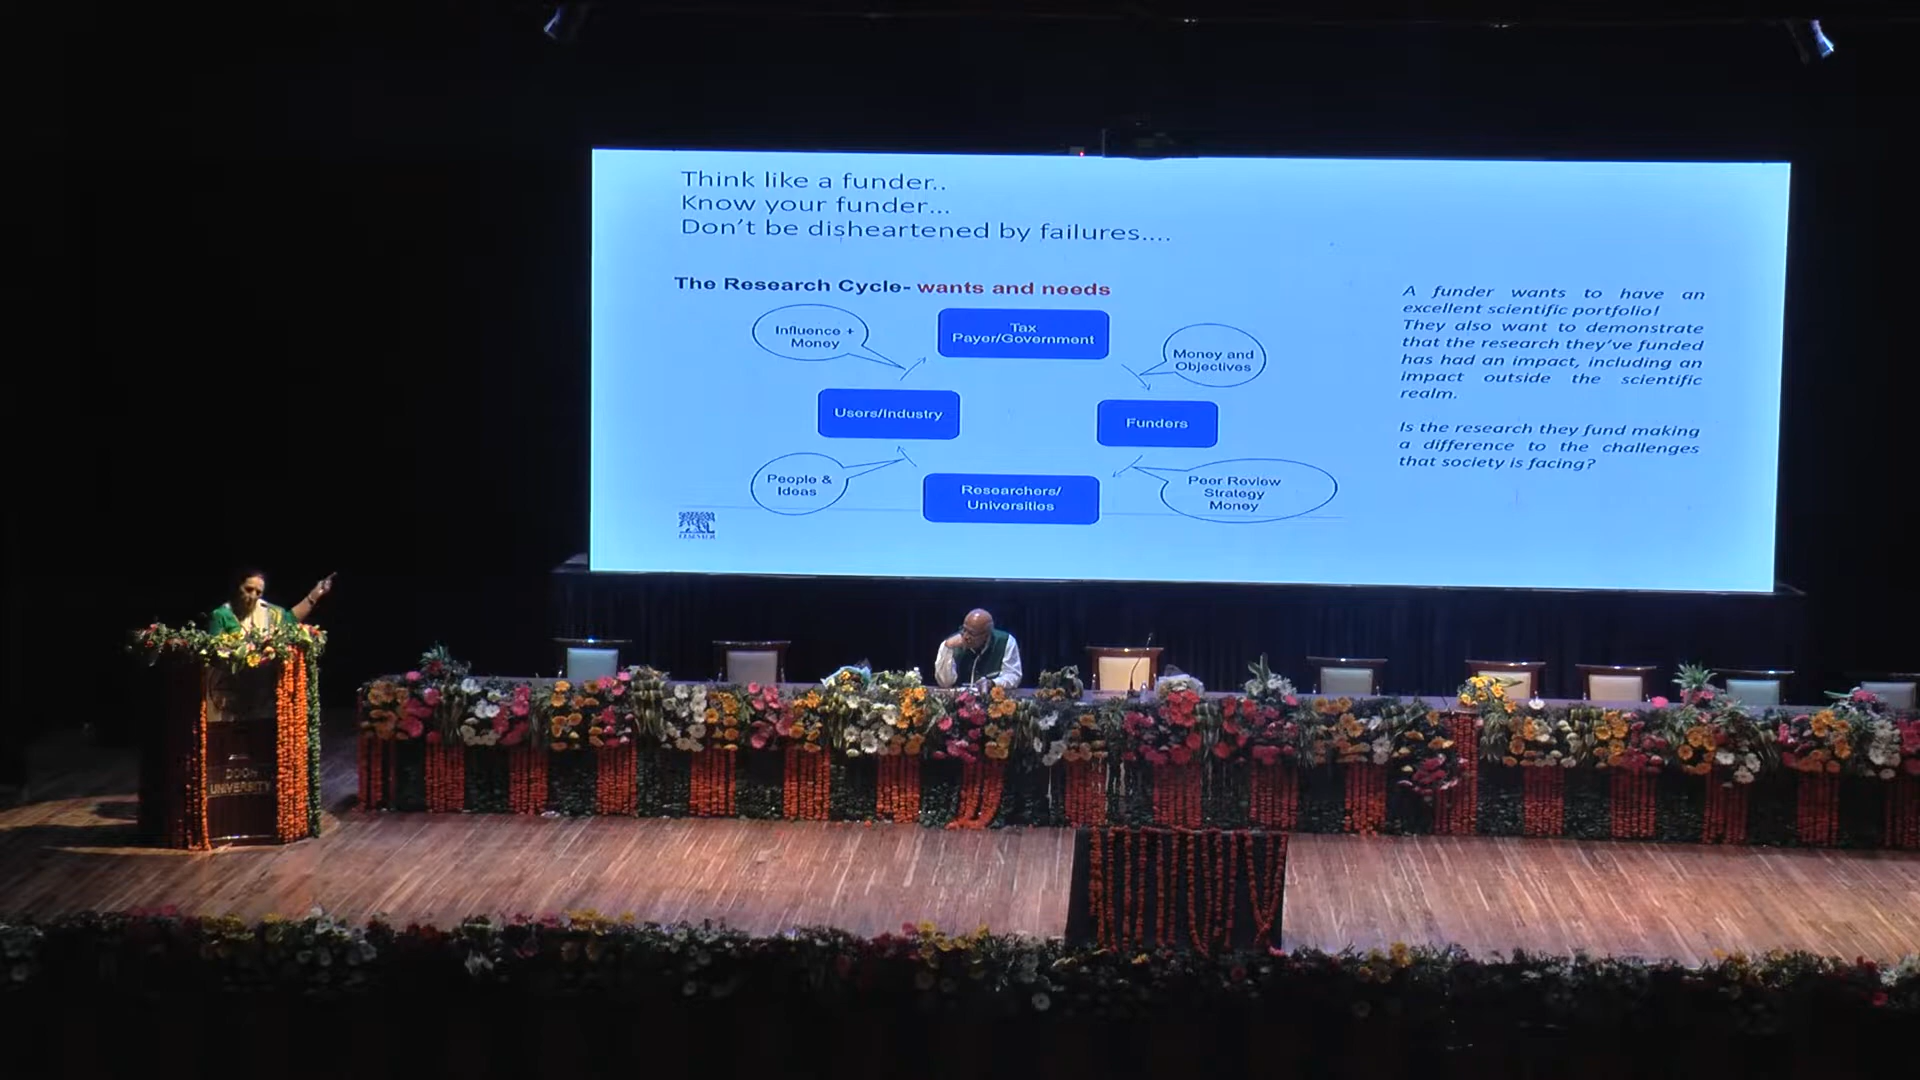 Think like a funder..
Know your funder...
Don't be disheartened by failures....
The Research Cycle- wants and needs
Influence +
Money
Tax
Payer/Government
Money and
Objectives
Users/Industry
Funders
People &
Ideas
Researchers/
Universities
Peer Review
Strategy
Money
A funder wants to have an
excellent scientific portfolio!
They also want to demonstrate
that the research they've funded
has had an impact, including an
impact outside the scientific
realm.
Is the research they fund making
a difference to the challenges
that society is facing?
ELSEVIER
DOON
UNIVERSITY